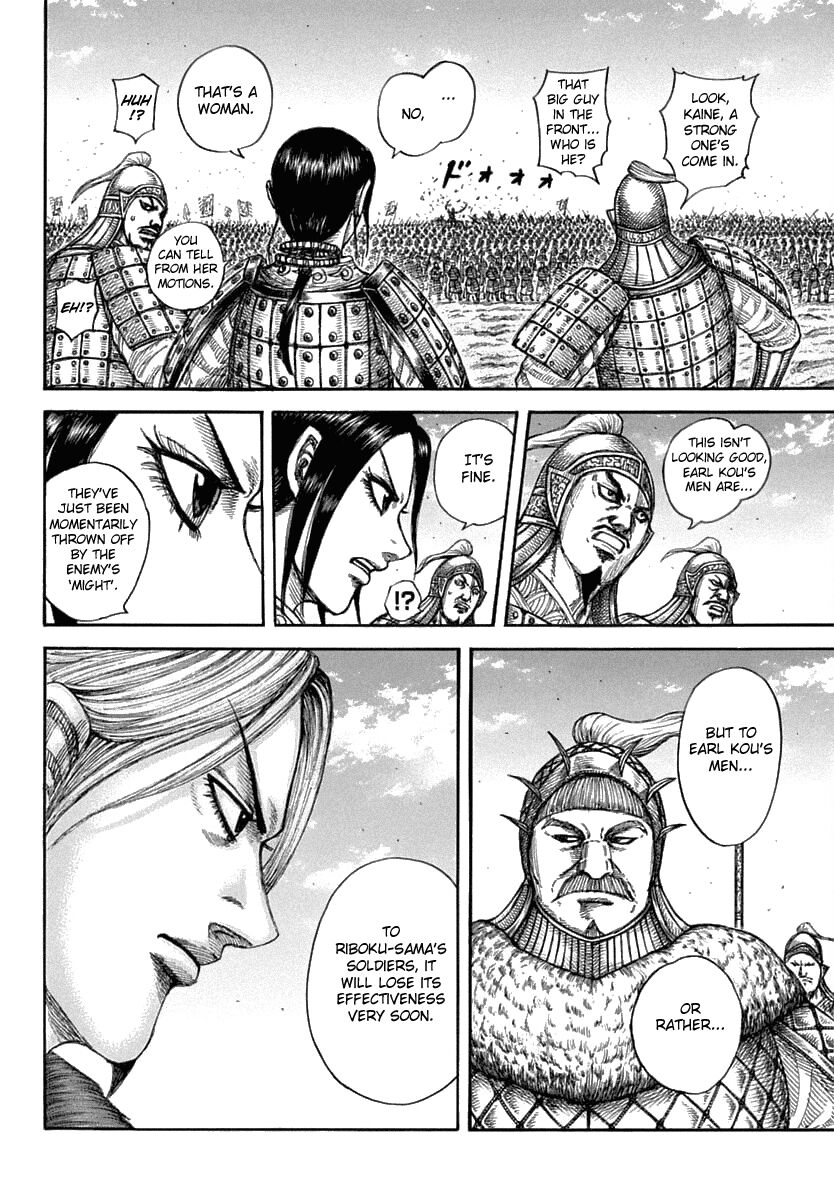 LOOK,
KAINE, A
STRONG
ONE'S
COME IN.
THAT
BIG GUY
IN THE
FRONT...
WHO IS
HE?
...
NO,
THAT'S A
WOMAN.
HUH
!?
YOU
CAN TELL
FROM HER
MOTIONS.
EH!?
ドォォォ
THIS ISN'T
LOOKING GOOD,
EARL KOU'S
MEN ARE...
IT'S
FINE.
!?
THEY'VE
JUST BEEN
MOMENTARILY
THROWN OFF
BY THE
ENEMY'S
'MIGHT'.
BUT TO
EARL KOU'S
MEN...
OR
RATHER...
TO
RIBOKU-SAMA'S
SOLDIERS, IT
WILL LOSE ITS
EFFECTIVENESS
VERY SOON.